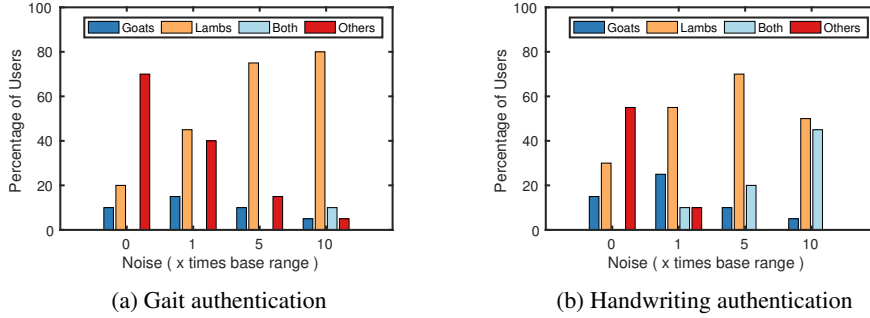 100
80
60
40
20
0
Percentage of Users
Goats Lambs Both Others
0 1 5 10
Noise ( x times base range )
(a) Gait authentication
100
80
60
40
20
0
Percentage of Users
Goats Lambs Both Others
0 1 5 10
Noise ( x times base range )
(b) Handwriting authentication